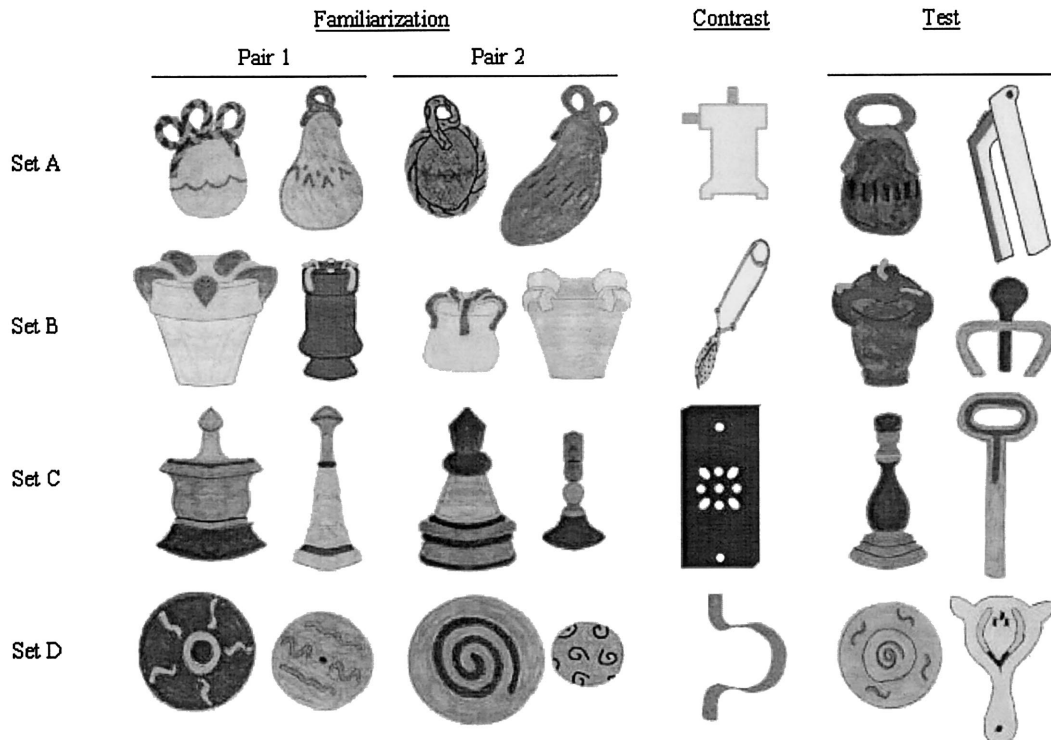 Familiarization Contrast Test
Pair 1 Pair 2
Set A
Set B
Set C
Set D